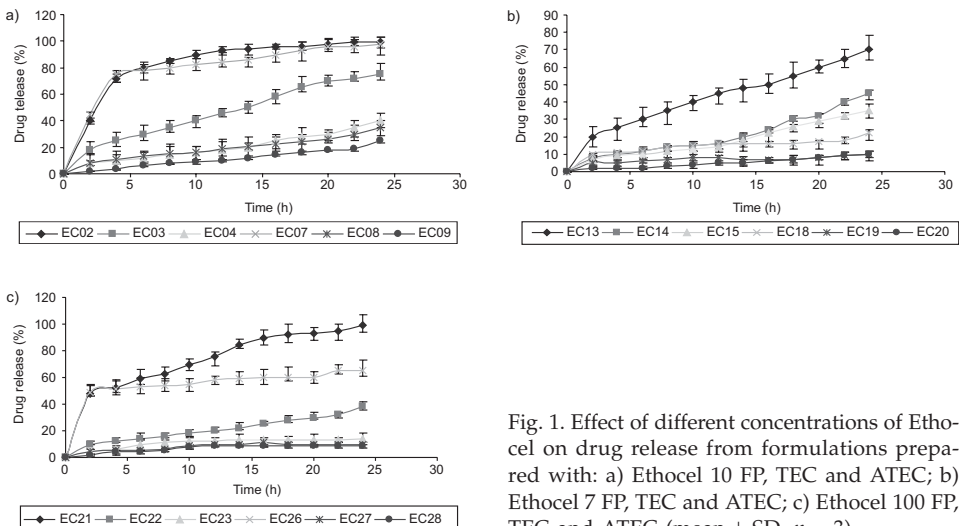 a)
Drug release (%)
120
100
80
60
40
20
0
0 5 10 15 20 25 30
Time (h)
EC02 EC03 EC04 EC07 EC08 EC09
b)
Drug release (%)
90
80
70
60
50
40
30
20
10
0
0 5 10 15 20 25 30
Time (h)
EC13 EC14 EC15 EC18 EC19 EC20
c)
Drug release (%)
120
100
80
60
40
20
0
0 5 10 15 20 25 30
Time (h)
EC21 EC22 EC23 EC26 EC27 EC28
Fig. 1. Effect of different concentrations of Etho-
cel on drug release from formulations prepa-
red with: a) Ethocel 10 FP, TEC and ATEC; b)
Ethocel 7 FP, TEC and ATEC; c) Ethocel 100 FP,
TEC and ATEC (mean ± SD, n = 3)